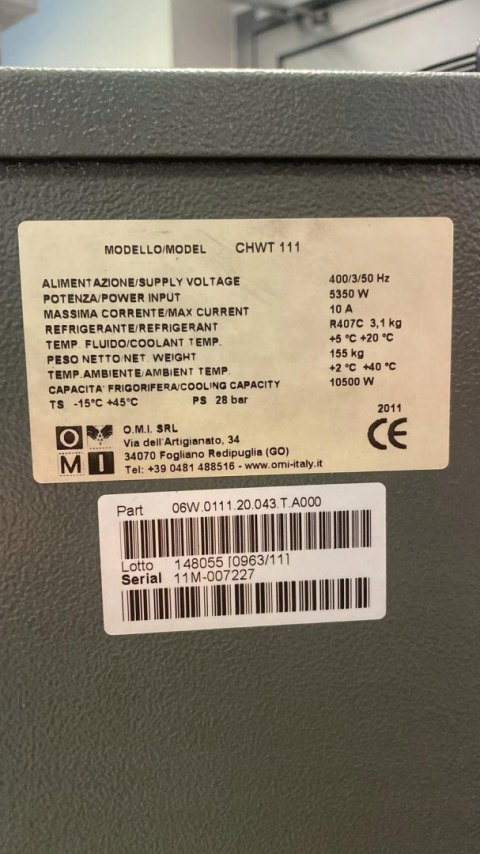 MODELLO/MODEL CHWT 111
ALIMENTAZIONE/SUPPLY VOLTAGE 400/3/50 Hz
POTENZA/POWER INPUT 5350 W
MASSIMA CORRENTE/MAX CURRENT 10 A
REFRIGERANTE/REFRIGERANT R407C 3,1 kg
TEMP. FLUIDO/COOLANT TEMP. +5 °C +20 °C
PESO NETTO/NET. WEIGHT 155 kg
TEMP.AMBIENTE/AMBIENT TEMP. +2 °C +40 °C
CAPACITA' FRIGORIFERA/COOLING CAPACITY 10500 W
TS -15°C +45°C PS 28 bar
2011
CE
OMI
O.M.I. SRL
Via dell'Artigianato, 34
34070 Fogliano Redipuglia (GO)
Tel: +39 0481 488516 - www.omi-italy.it
Part 06W.0111.20.043.T.A000
Lotto 148055 [0963/11]
Serial 11M-007227